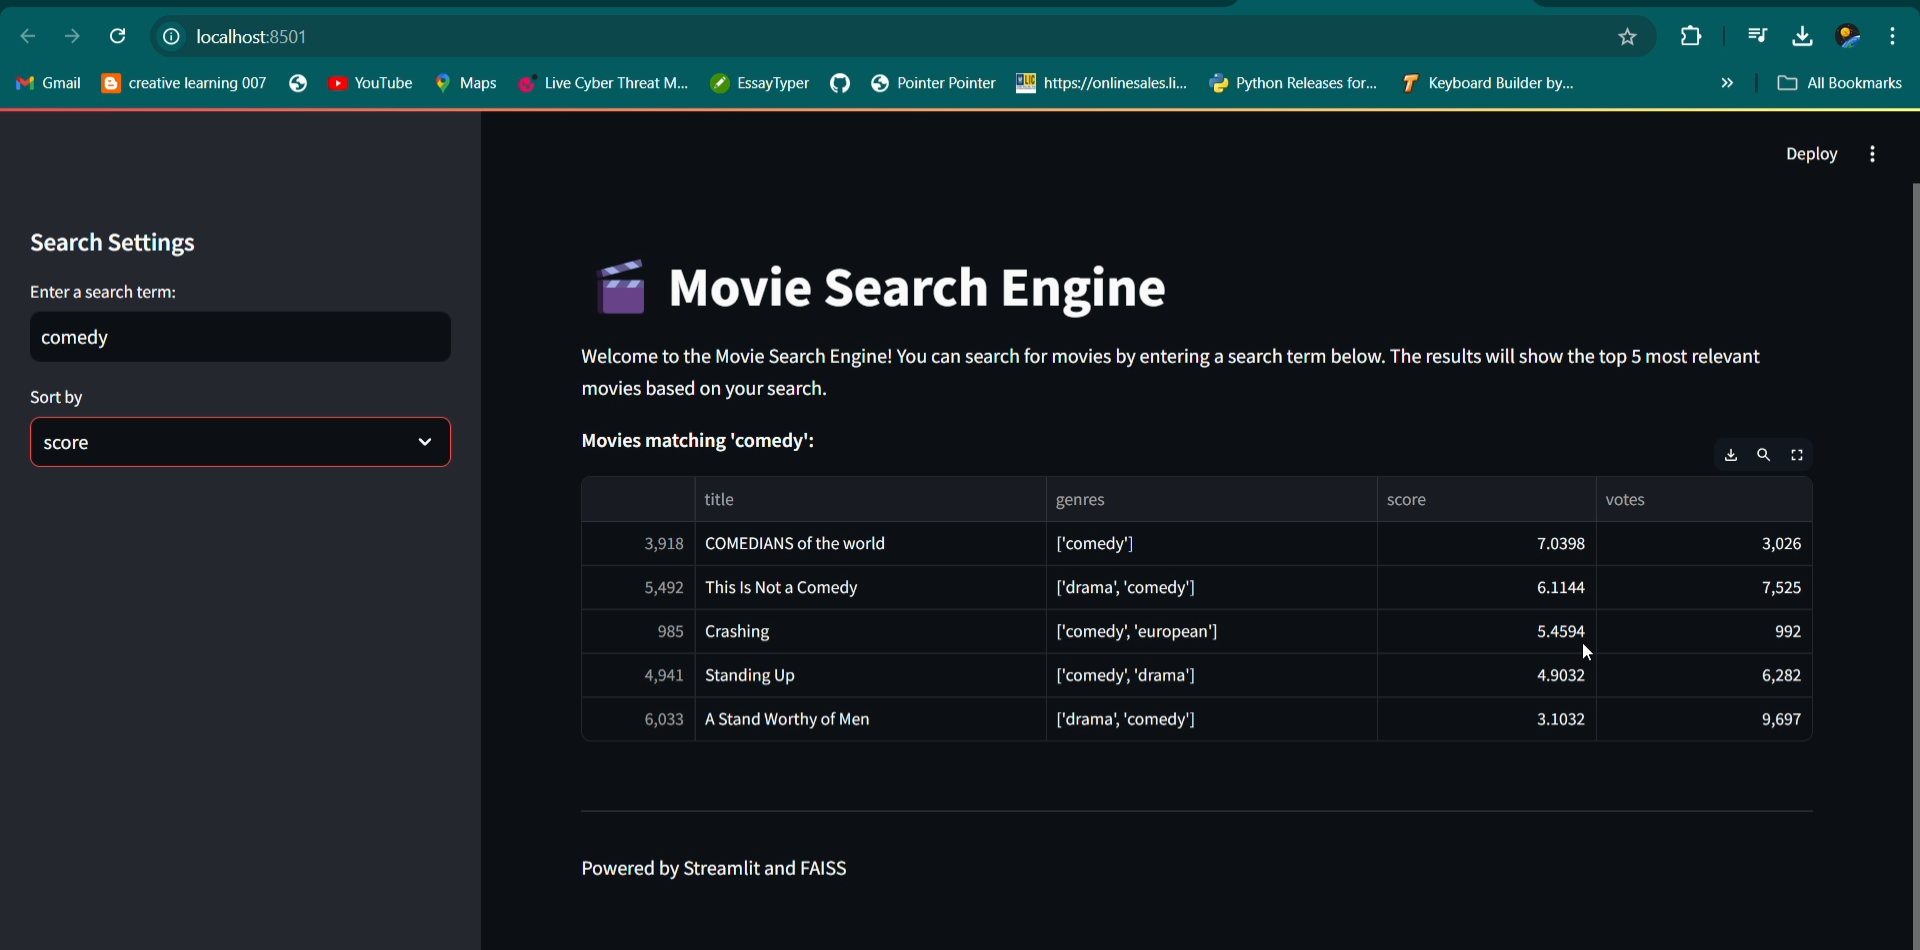 localhost:8501
Gmail creative learning 007 YouTube Maps Live Cyber Threat M... EssayTyper Pointer Pointer LIC https://onlinesales.li... Python Releases for... Keyboard Builder by... » All Bookmarks
Deploy
Search Settings
Enter a search term:
comedy
Sort by
score
Movie Search Engine
Welcome to the Movie Search Engine! You can search for movies by entering a search term below. The results will show the top 5 most relevant
movies based on your search.
Movies matching 'comedy':
title genres score votes
3,918 COMEDIANS of the world ['comedy'] 7.0398 3,026
5,492 This Is Not a Comedy ['drama', 'comedy'] 6.1144 7,525
985 Crashing ['comedy', 'european'] 5.4594 992
4,941 Standing Up ['comedy', 'drama'] 4.9032 6,282
6,033 A Stand Worthy of Men ['drama', 'comedy'] 3.1032 9,697
Powered by Streamlit and FAISS